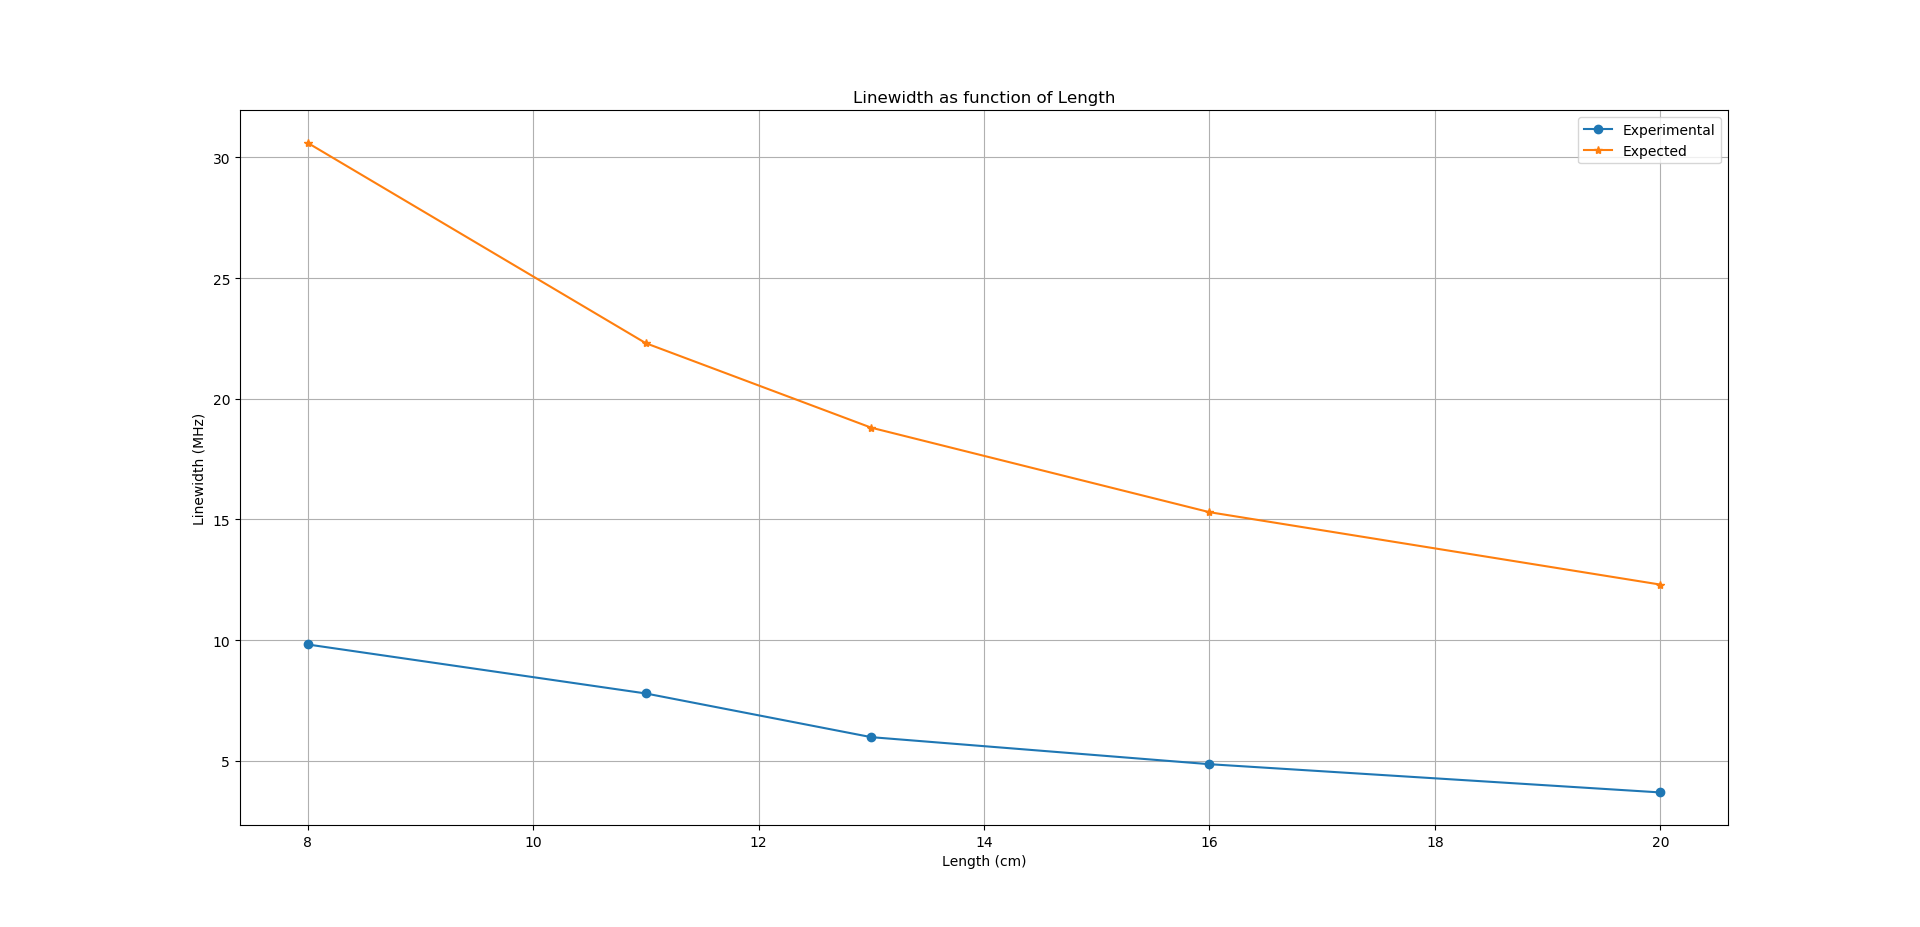 Linewidth as function of Length
Experimental
Expected
30
25
20
15
10
5
Linewidth (MHz)
8 10 12 14 16 18 20
Length (cm)